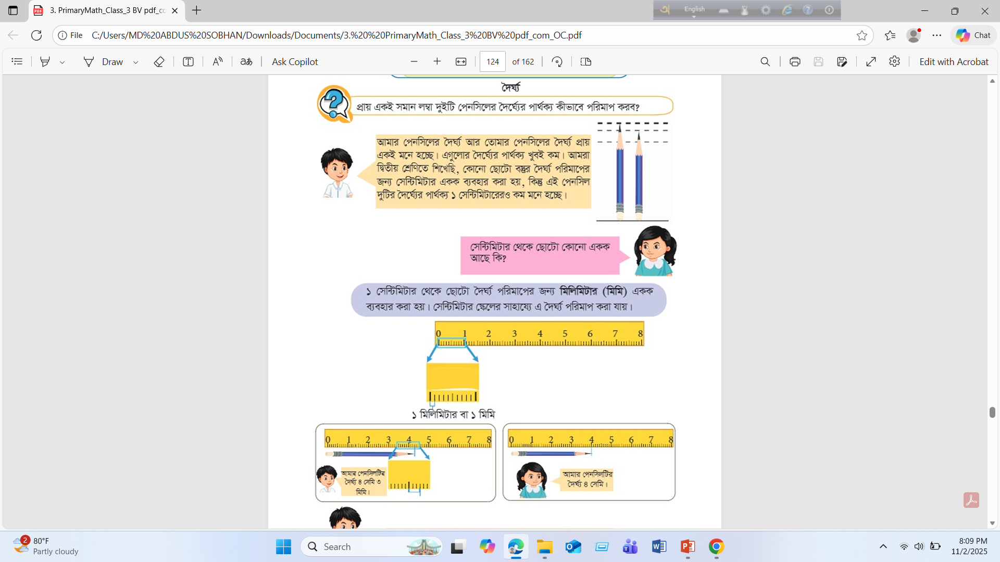 3. PrimaryMath_Class_3 BV pdf_co
English
File C:/Users/MD%20ABDUS%20SOBHAN/Downloads/Documents/3.%20%20PrimaryMath_Class_3%20BV%20pdf_com_OC.pdf
Chat
Draw
Ask Copilot
124 of 162
Edit with Acrobat
দৈর্ঘ্য
প্রায় একই সমান লম্বা দুইটি পেনসিলের দৈর্ঘ্যের পার্থক্য কীভাবে পরিমাপ করব?
আমার পেনসিলের দৈর্ঘ্য আর তোমার পেনসিলের দৈর্ঘ্য প্রায়
একই মনে হচ্ছে। এগুলোর দৈর্ঘ্যের পার্থক্য খুবই কম। আমরা
দ্বিতীয় শ্রেণিতে শিখেছি, কোনো ছোটো বস্তুর দৈর্ঘ্য পরিমাপের
জন্য সেন্টিমিটার একক ব্যবহার করা হয়, কিন্তু এই পেনসিল
দুটির দৈর্ঘ্যের পার্থক্য ১ সেন্টিমিটারেরও কম মনে হচ্ছে।
সেন্টিমিটার থেকে ছোটো কোনো একক
আছে কি?
১ সেন্টিমিটার থেকে ছোটো দৈর্ঘ্য পরিমাপের জন্য মিলিমিটার (মিমি) একক
ব্যবহার করা হয়। সেন্টিমিটার স্কেলের সাহায্যে এ দৈর্ঘ্য পরিমাপ করা যায়।
0 1 2 3 4 5 6 7 8
১ মিলিমিটার বা ১ মিমি
0 1 2 3 4 5 6 7 8
আমার পেনসিলটির
দৈর্ঘ্য ৪ সেমি ৩
মিমি।
0 1 2 3 4 5 6 7 8
আমার পেনসিলটির
দৈর্ঘ্য ৪ সেমি।
2
80°F
Partly cloudy
Search
8:09 PM
11/2/2025